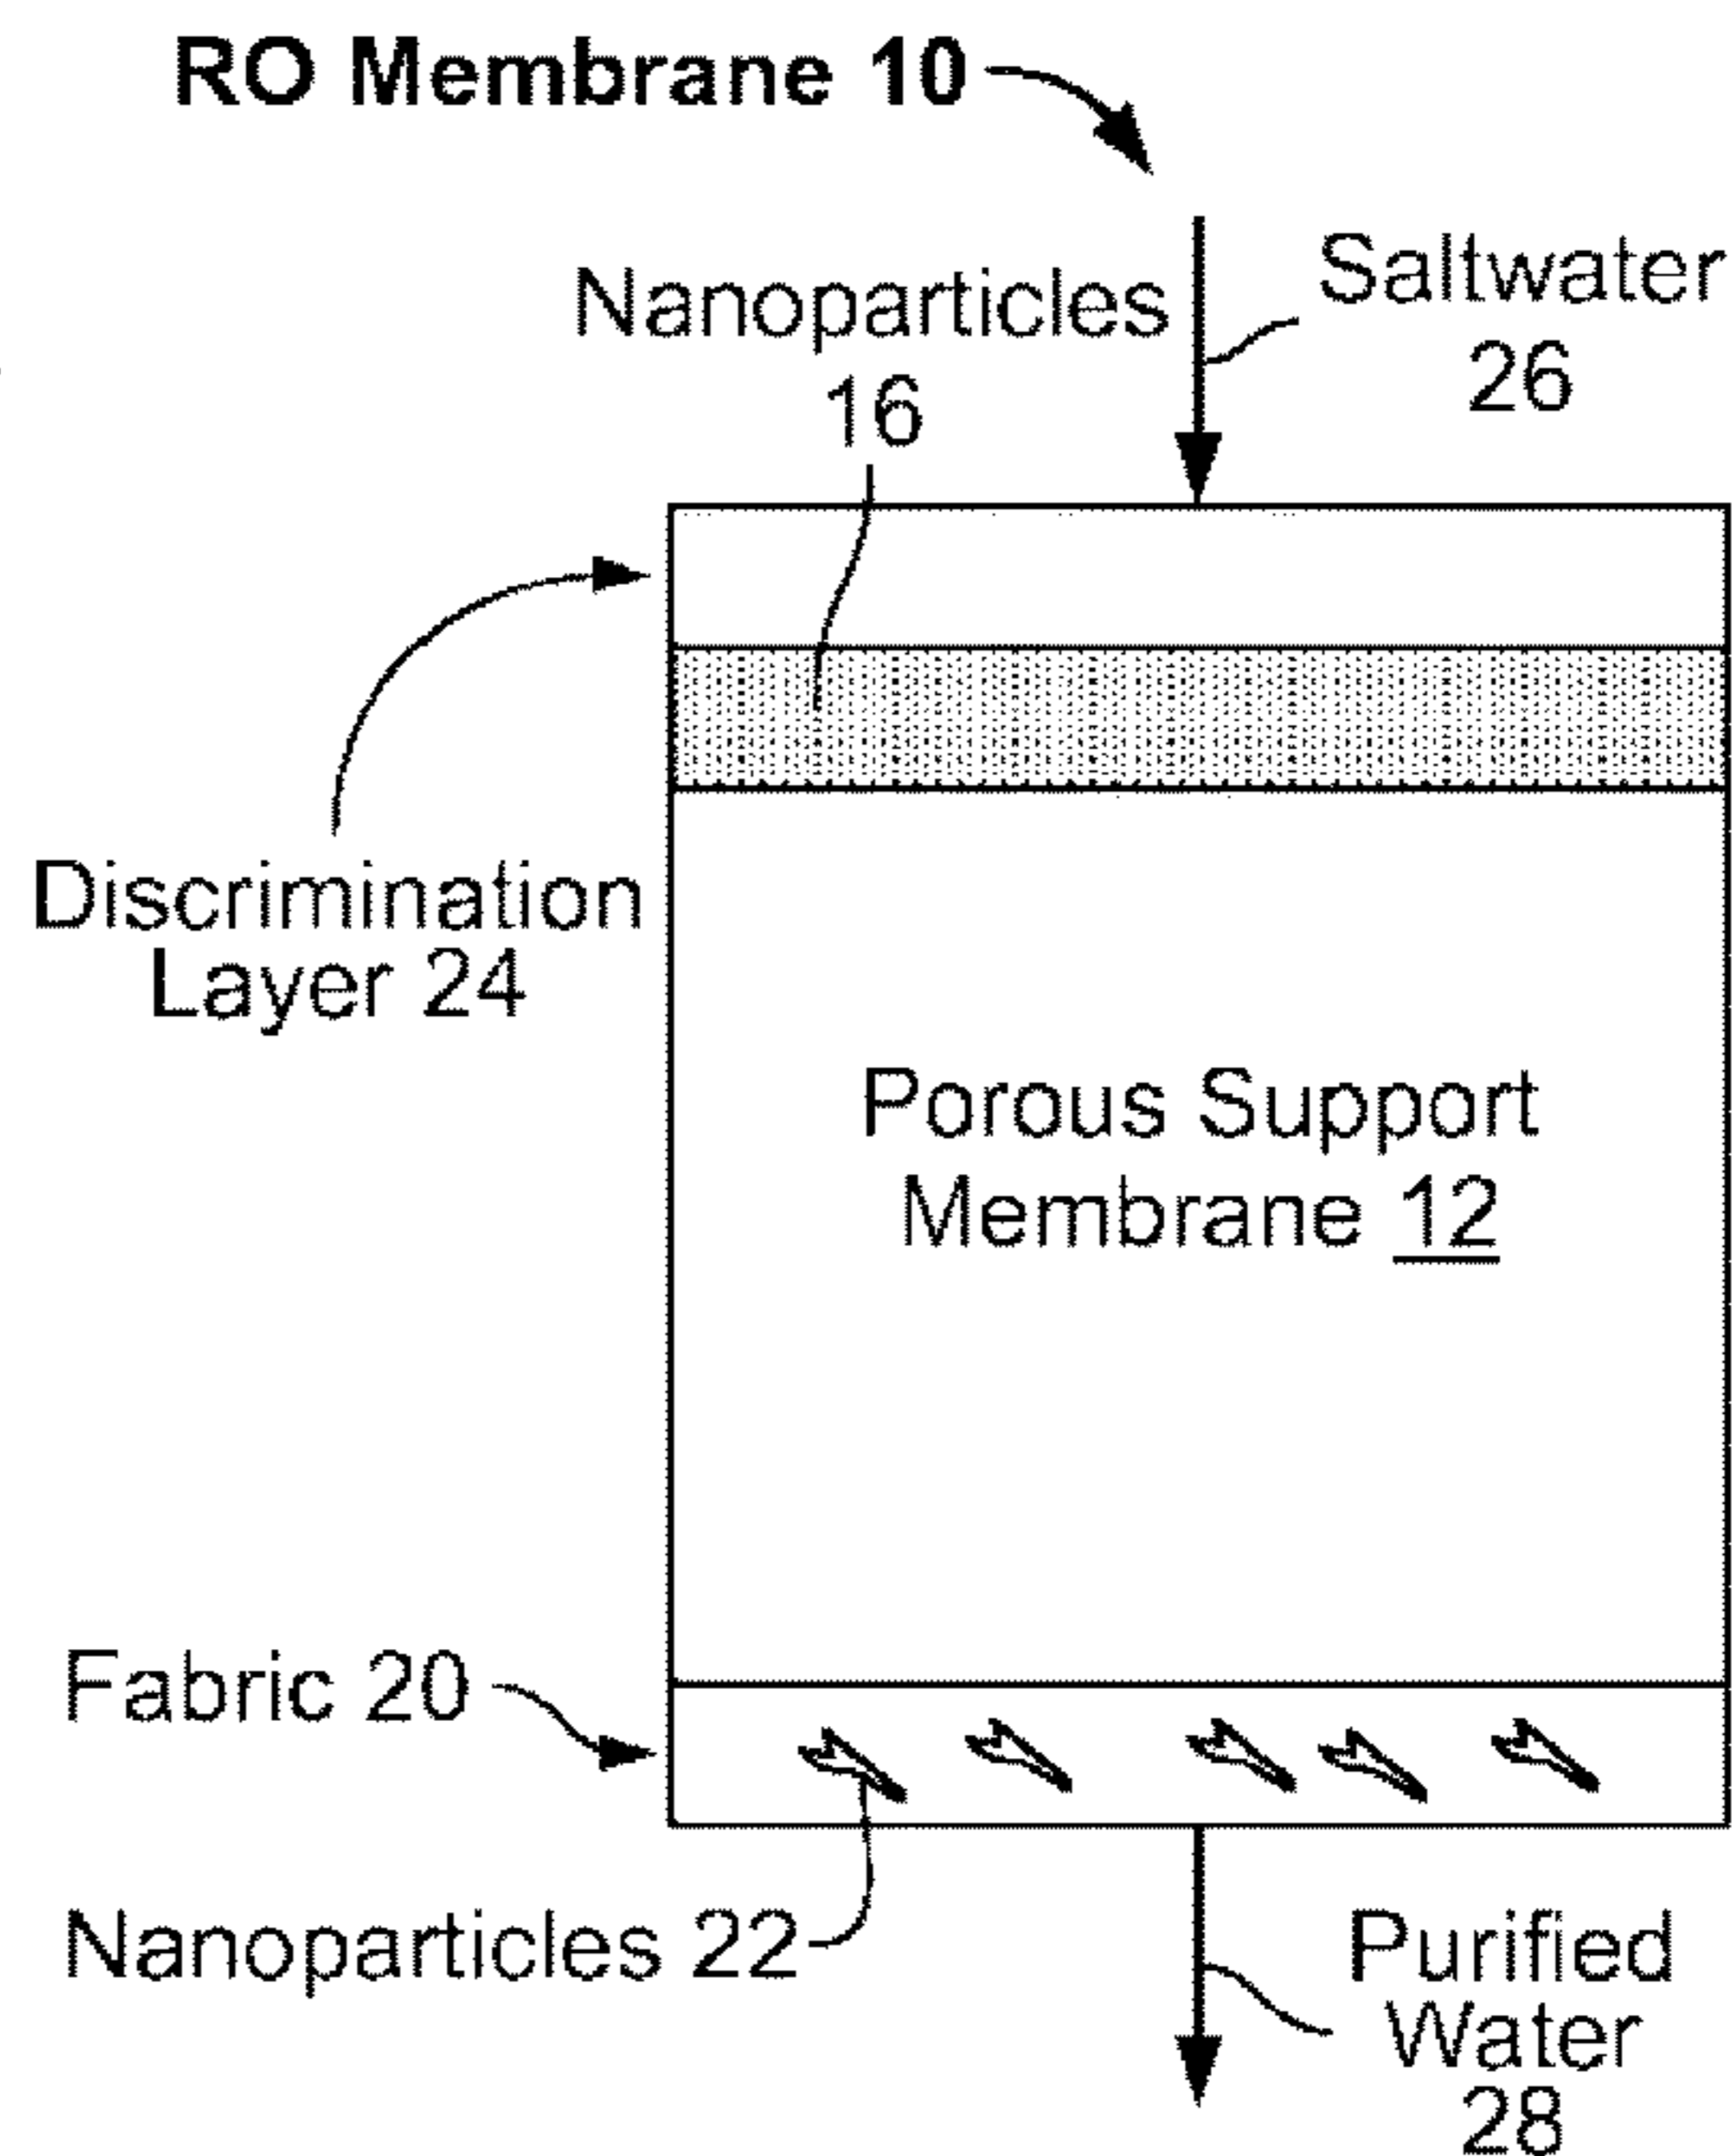 RO Membrane 10
Nanoparticles
16
Saltwater
26
Discrimination
Layer 24
Porous Support
Membrane 12
Fabric 20
Nanoparticles 22
Purified
Water
28